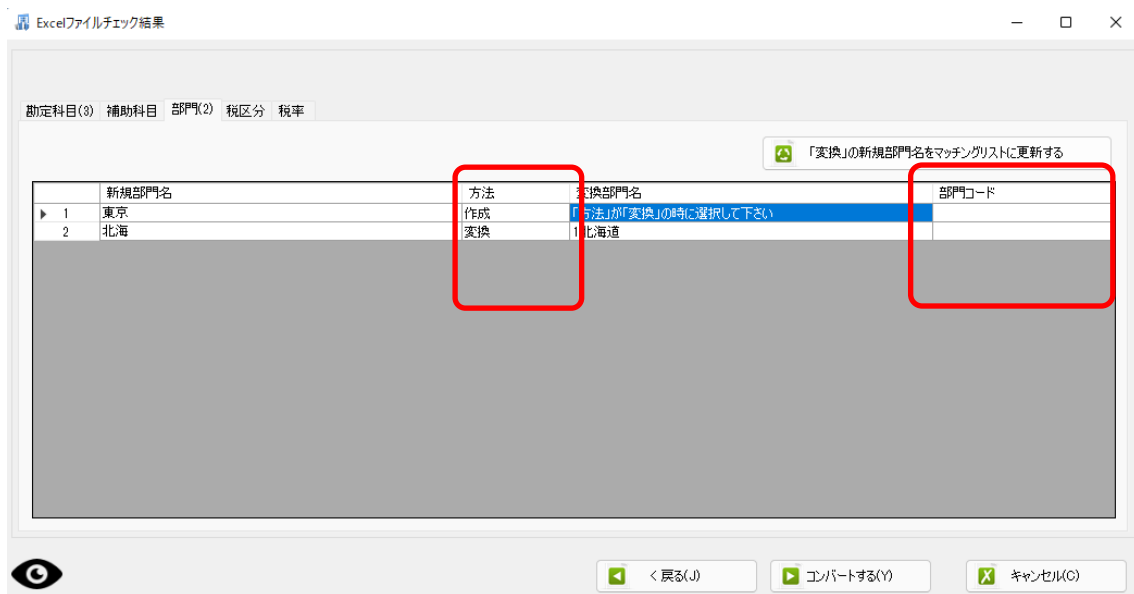 Excelファイルチェック結果
勘定科目(3) 補助科目 部門(2) 税区分 税率
「変換」の新規部門名をマッチングリストに更新する
新規部門名 方法 変換部門名 部門コード
1 東京 作成 「方法」が「変換」の時に選択して下さい
2 北海 変換 1北海道
< 戻る(J) コンバートする(Y) キャンセル(C)